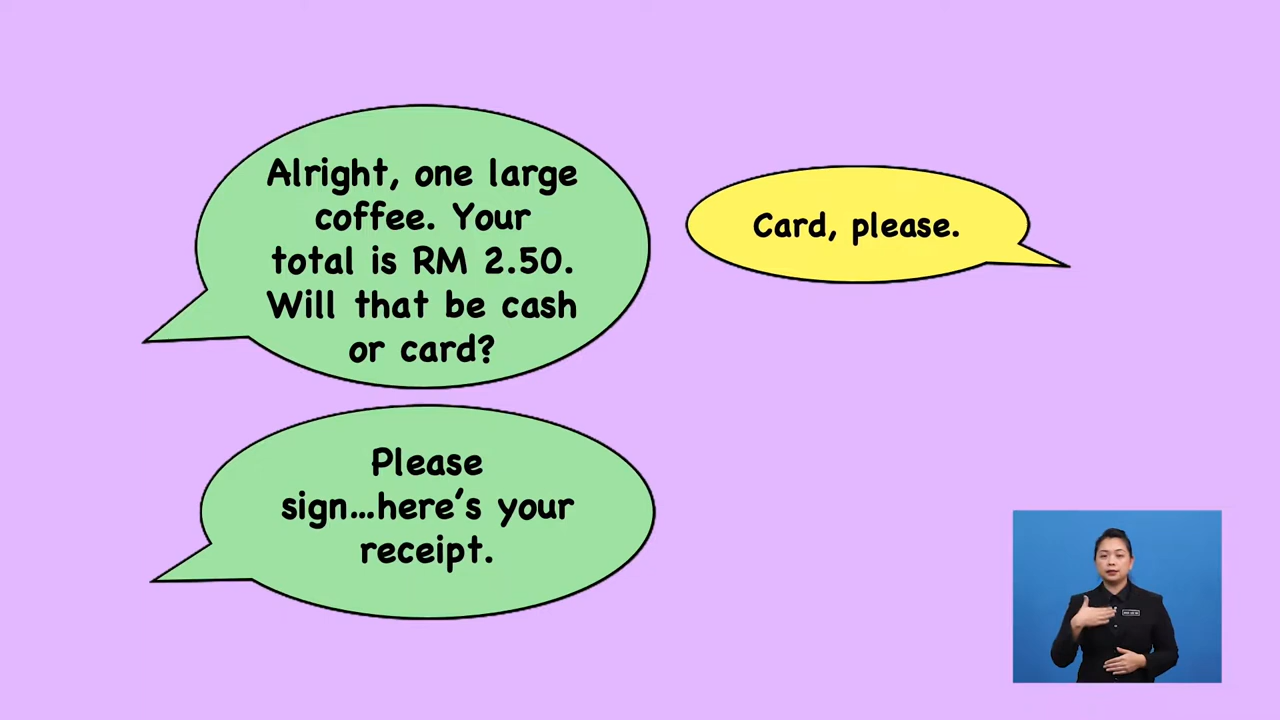 Alright, one large
coffee. Your
total is RM 2.50.
Will that be cash
or card?
Card, please.
Please
sign...here's your
receipt.